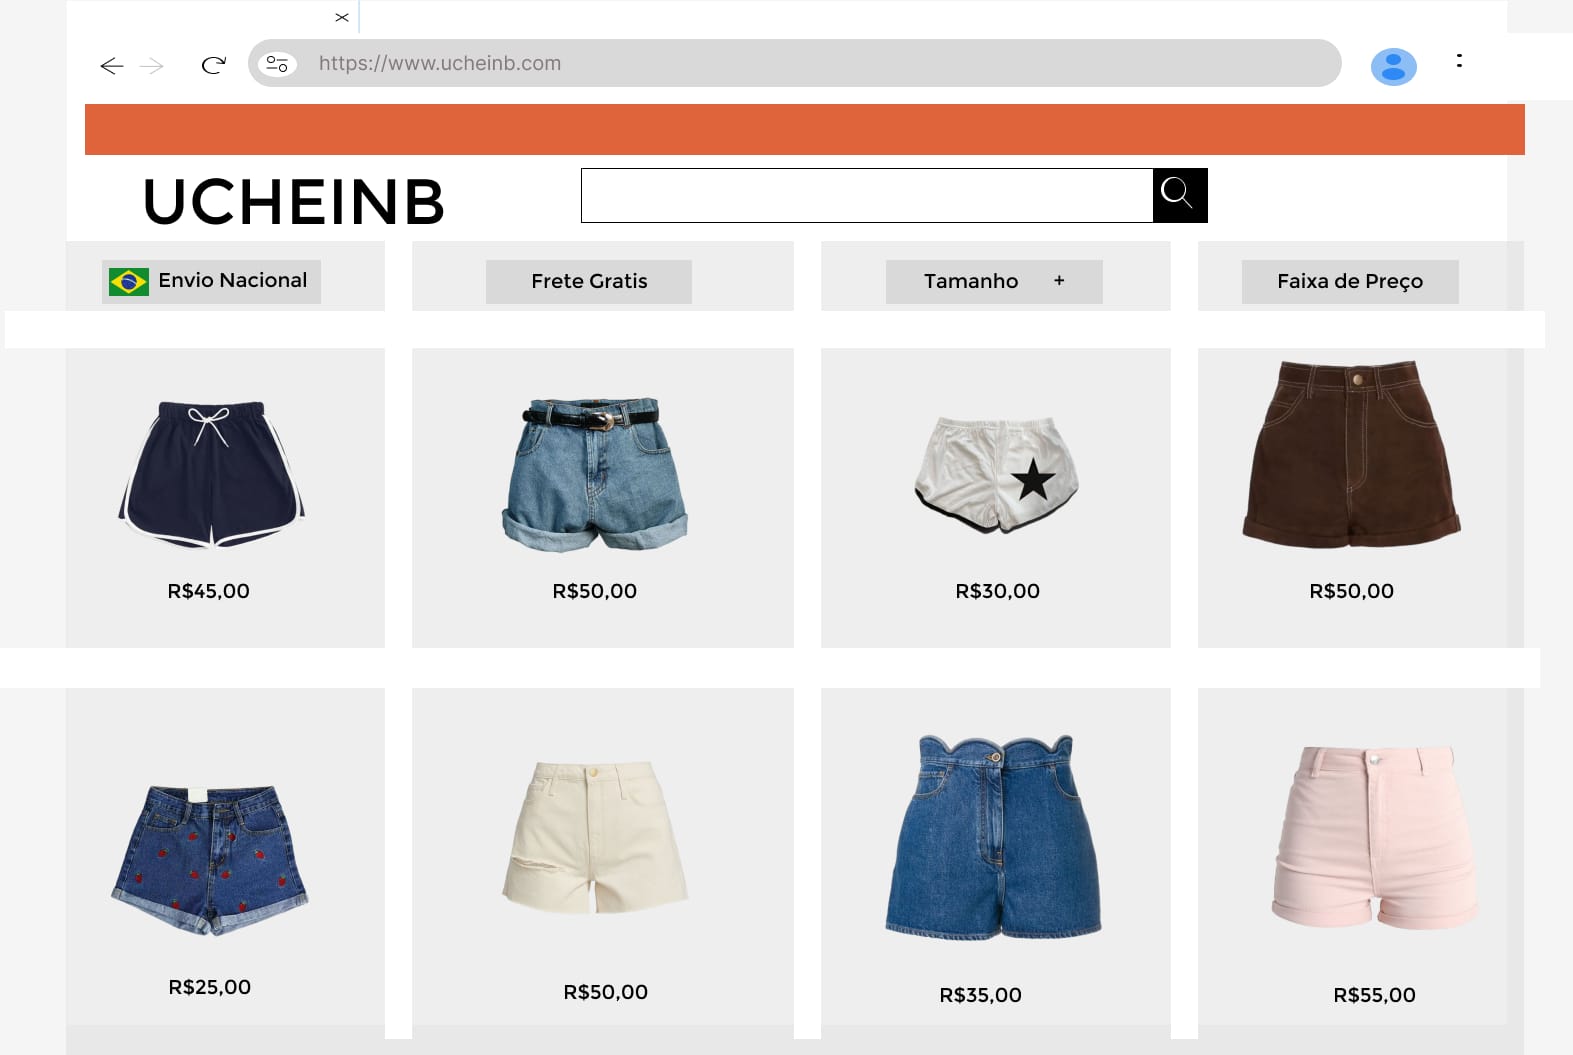 https://www.ucheinb.com
UCHEINB
Envio Nacional
Frete Gratis
Tamanho +
Faixa de Preço
R$45,00
R$50,00
R$30,00
R$50,00
R$25,00
R$50,00
R$35,00
R$55,00